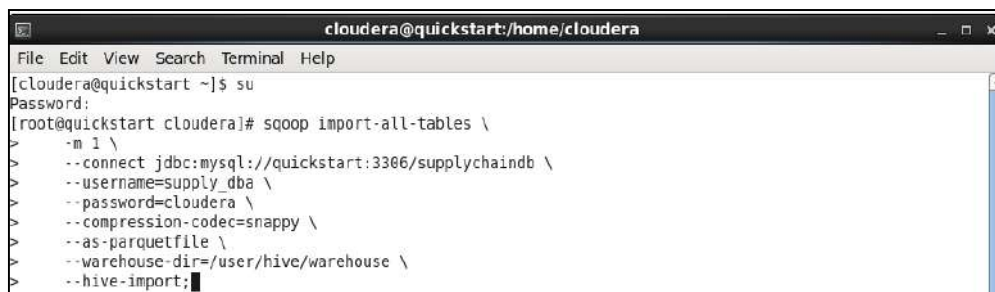 cloudera@quickstart:/home/cloudera
File Edit View Search Terminal Help
[cloudera@quickstart ~]$ su
Password:
[root@quickstart cloudera]# sqoop import-all-tables \
> -m 1 \
> --connect jdbc:mysql://quickstart:3306/supplychaindb \
> --username=supply_dba \
> --password=cloudera \
> --compression-codec=snappy \
> --as-parquetfile \
> --warehouse-dir=/user/hive/warehouse \
> --hive-import;